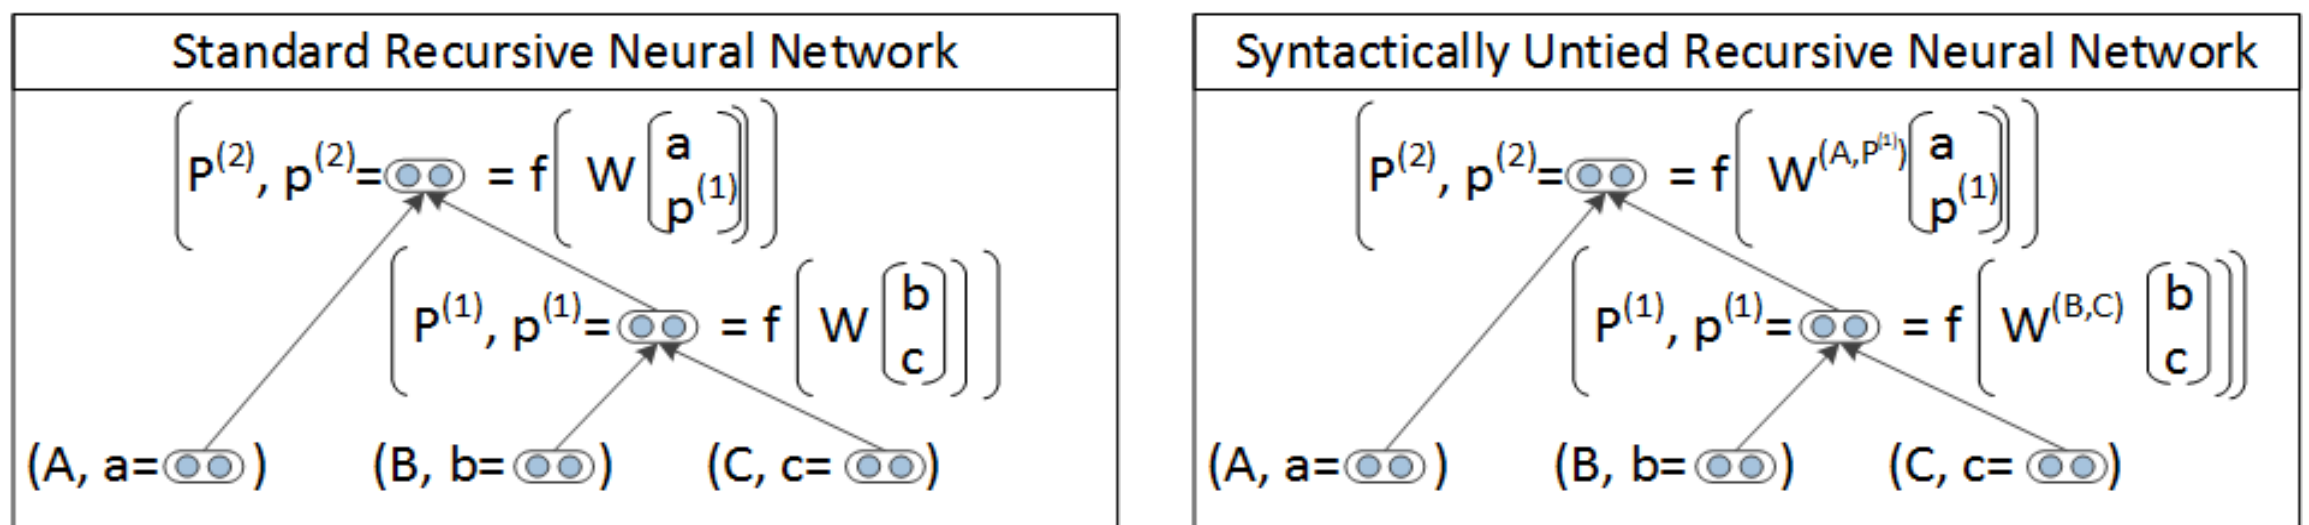 Standard Recursive Neural Network
P(2), p(2)= = f( W (a
p(1)))
P(1), p(1)= = f( W (b
c))
(A, a= ) (B, b= ) (C, c= )
Syntactically Untied Recursive Neural Network
P(2), p(2)= = f( W(A,P(1)) (a
p(1)))
P(1), p(1)= = f( W(B,C) (b
c))
(A, a= ) (B, b= ) (C, c= )